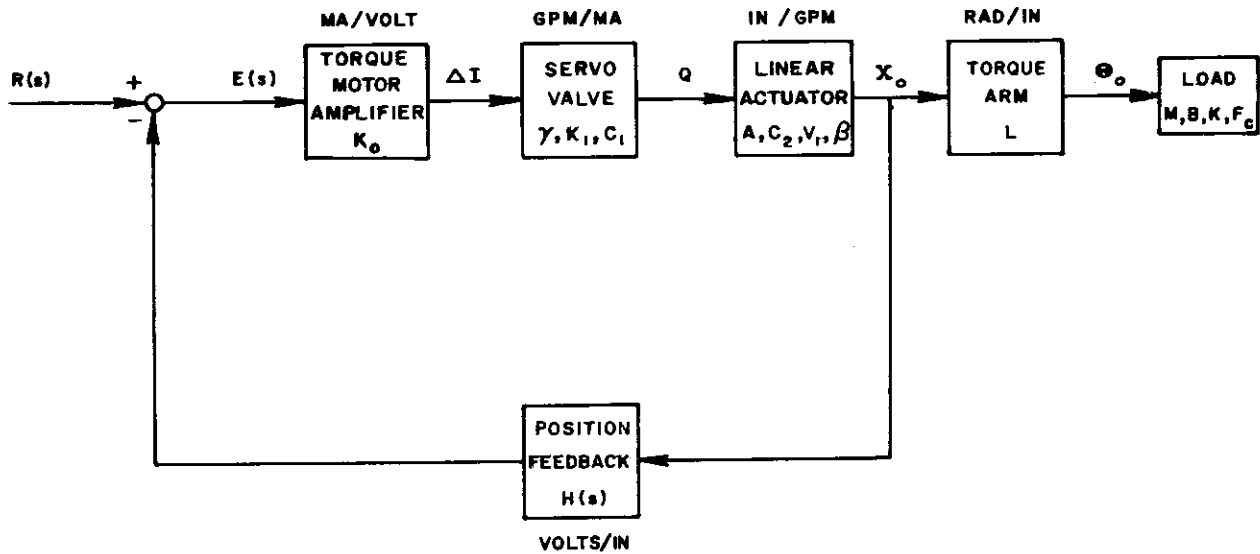 MA/VOLT
GPM/MA
IN /GPM
RAD/IN
R(s)
+
−
E(s)
TORQUE
MOTOR
AMPLIFIER
K₀
ΔI
SERVO
VALVE
γ, K₁, C₁
Q
LINEAR
ACTUATOR
A, C₂, V₁, β
X₀
TORQUE
ARM
L
Θ₀
LOAD
M, B, K, F_c
POSITION
FEEDBACK
H(s)
VOLTS/IN